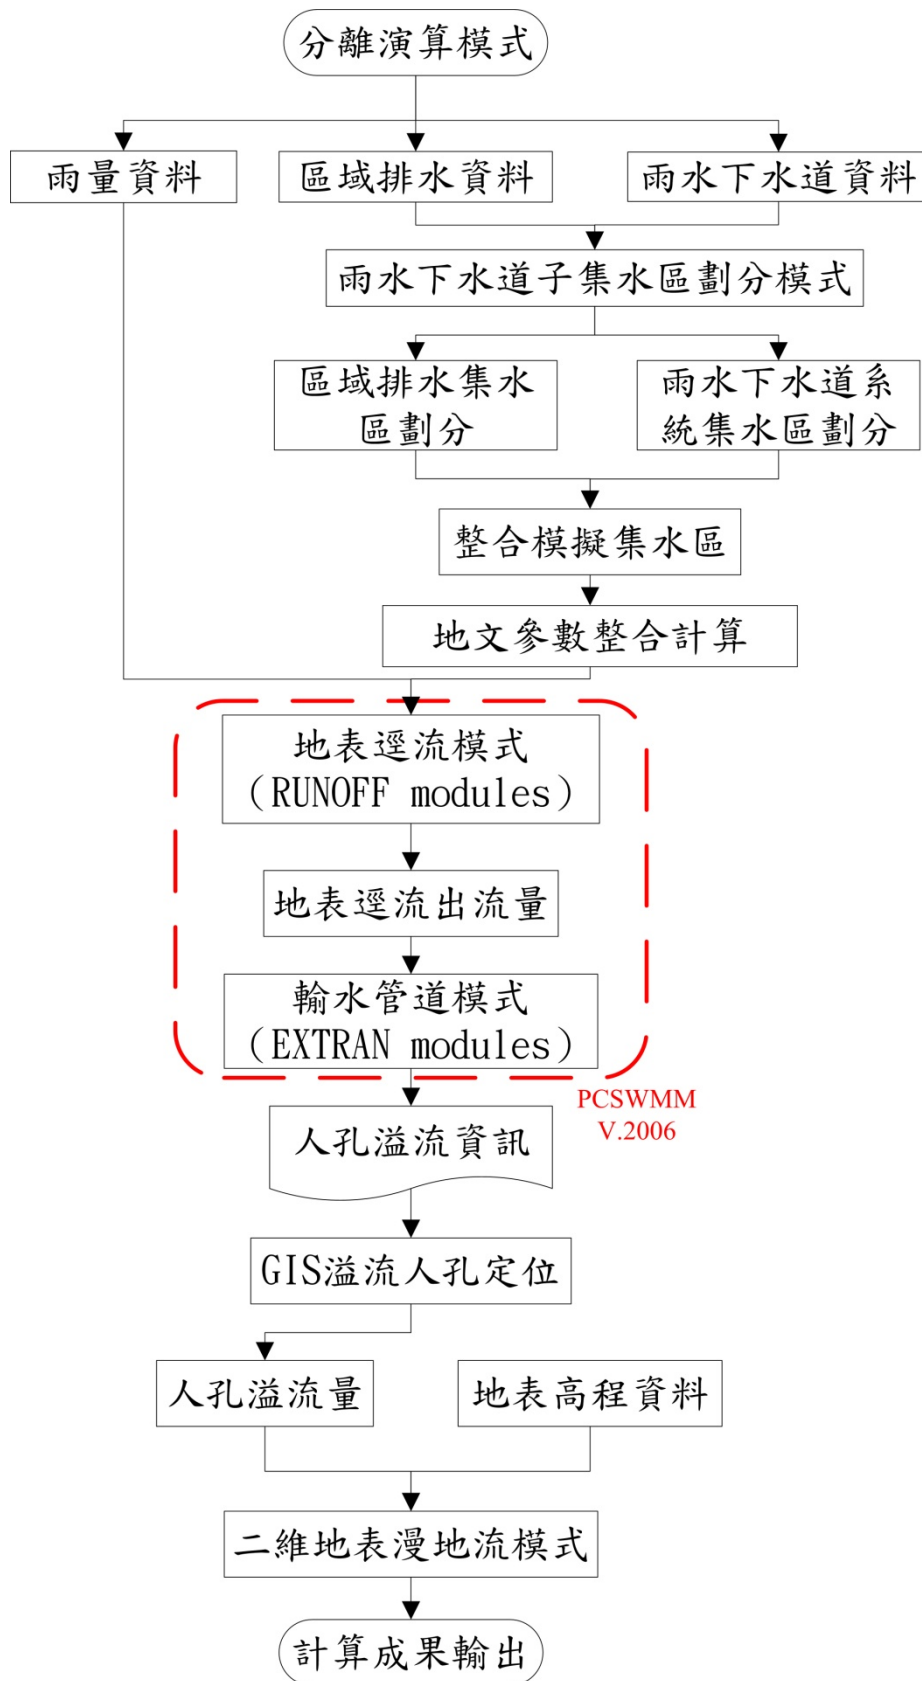 分離演算模式
雨量資料
區域排水資料
雨水下水道資料
雨水下水道子集水區劃分模式
區域排水集水
區劃分
雨水下水道系
統集水區劃分
整合模擬集水區
地文參數整合計算
地表逕流模式
(RUNOFF modules)
地表逕流出流量
輸水管道模式
(EXTRAN modules)
PCSWMM
V.2006
人孔溢流資訊
GIS溢流人孔定位
人孔溢流量
地表高程資料
二維地表漫地流模式
計算成果輸出